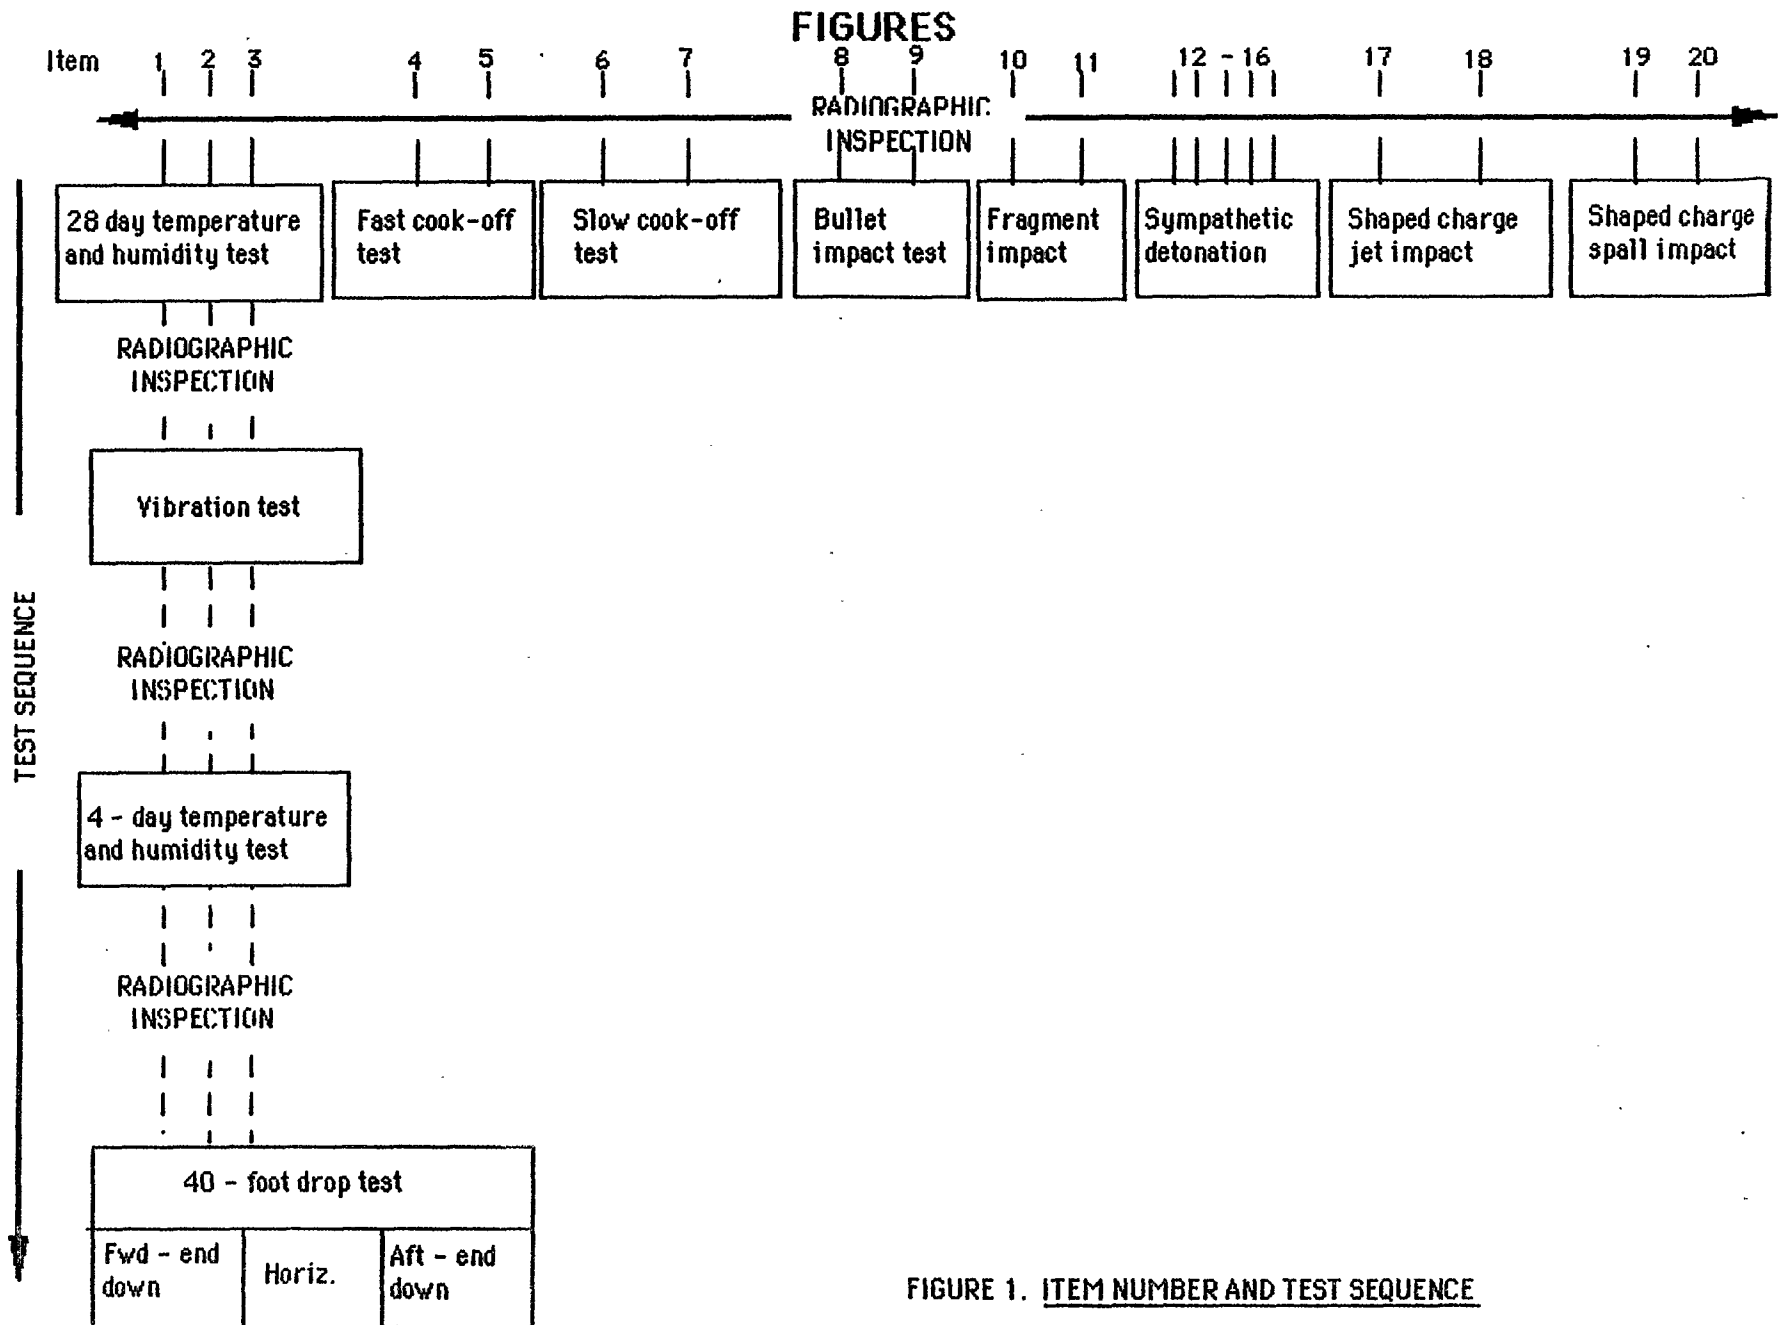 FIGURES
Item 1 2 3 4 5 6 7 8 9 10 11 12 - 16 17 18 19 20
RADIOGRAPHIC
INSPECTION
28 day temperature
and humidity test
Fast cook-off
test
Slow cook-off
test
Bullet
impact test
Fragment
impact
Sympathetic
detonation
Shaped charge
jet impact
Shaped charge
spall impact
RADIOGRAPHIC
INSPECTION
Vibration test
RADIOGRAPHIC
INSPECTION
TEST SEQUENCE
4 - day temperature
and humidity test
RADIOGRAPHIC
INSPECTION
40 - foot drop test
Fwd - end
down
Horiz.
Aft - end
down
FIGURE 1. ITEM NUMBER AND TEST SEQUENCE